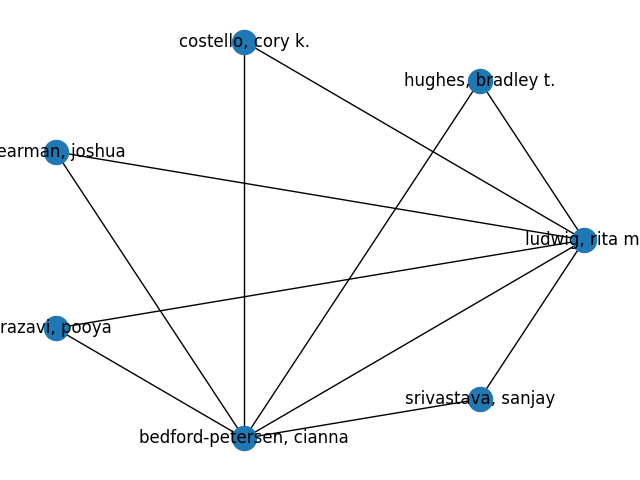 costello, cory k.
hughes, bradley t.
earman, joshua
ludwig, rita m
razavi, pooya
srivastava, sanjay
bedford-petersen, cianna